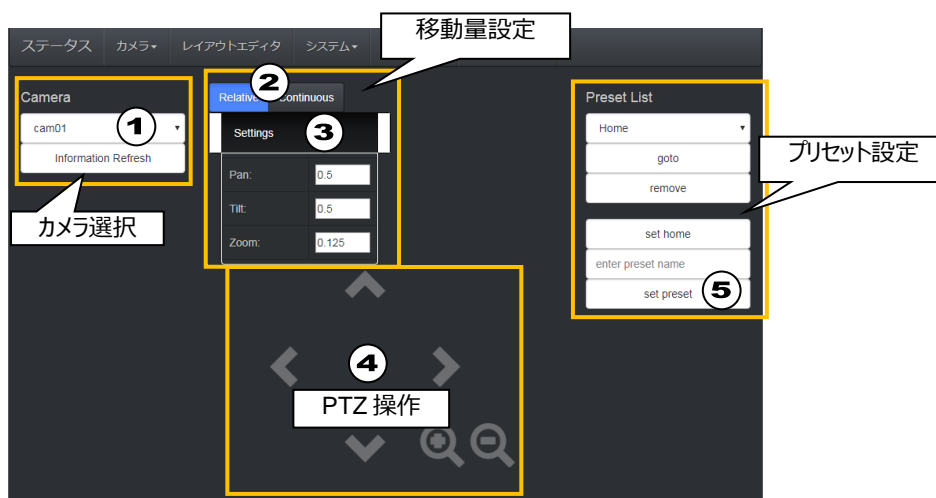 移動量設定
ステータス カメラ▾ レイアウトエディタ システム▾
②
Camera
Relative Continuous
Preset List
cam01
①
Settings
③
Home
Information Refresh
goto
プリセット設定
Pan:
0.5
remove
カメラ選択
Tilt:
0.5
set home
Zoom:
0.125
enter preset name
set preset
⑤
④
PTZ 操作